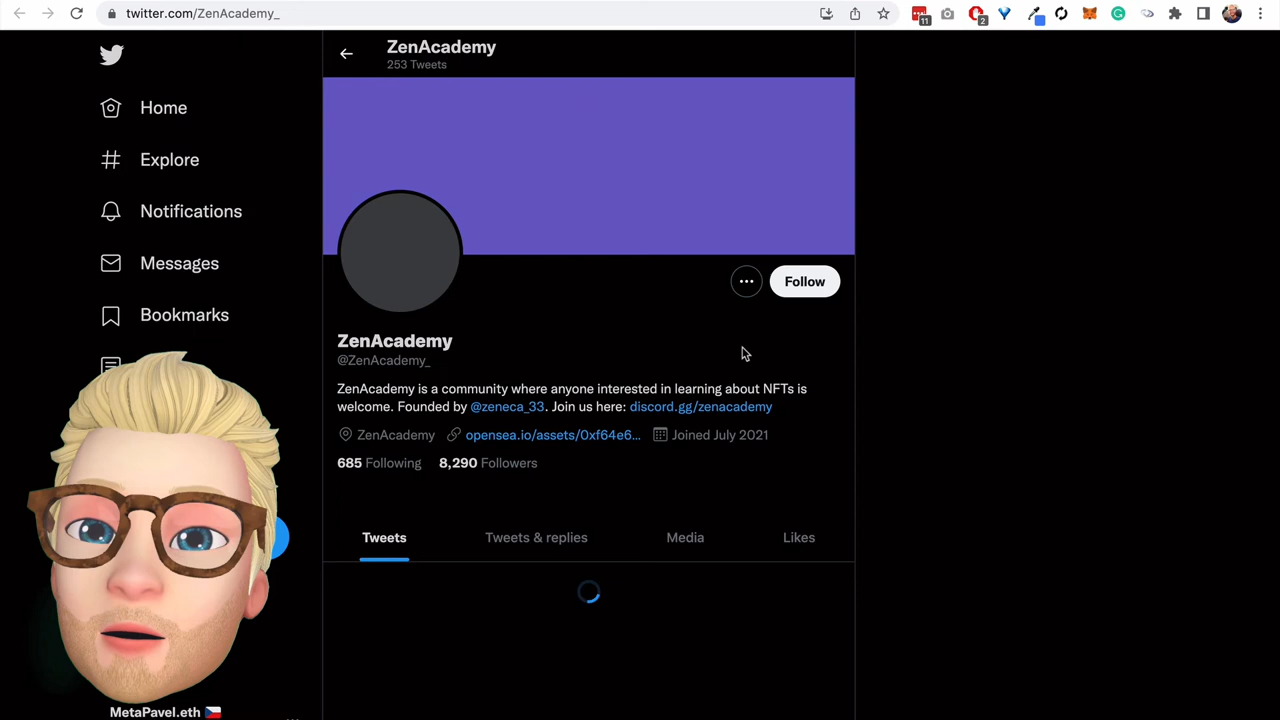 twitter.com/ZenAcademy_
11
2
ZenAcademy
253 Tweets
Home
Explore
Notifications
Messages
Bookmarks
Follow
ZenAcademy
@ZenAcademy_
ZenAcademy is a community where anyone interested in learning about NFTs is
welcome. Founded by @zeneca_33. Join us here: discord.gg/zenacademy
ZenAcademy opensea.io/assets/0xf64e6... Joined July 2021
685 Following 8,290 Followers
Tweets Tweets & replies Media Likes
MetaPavel.eth